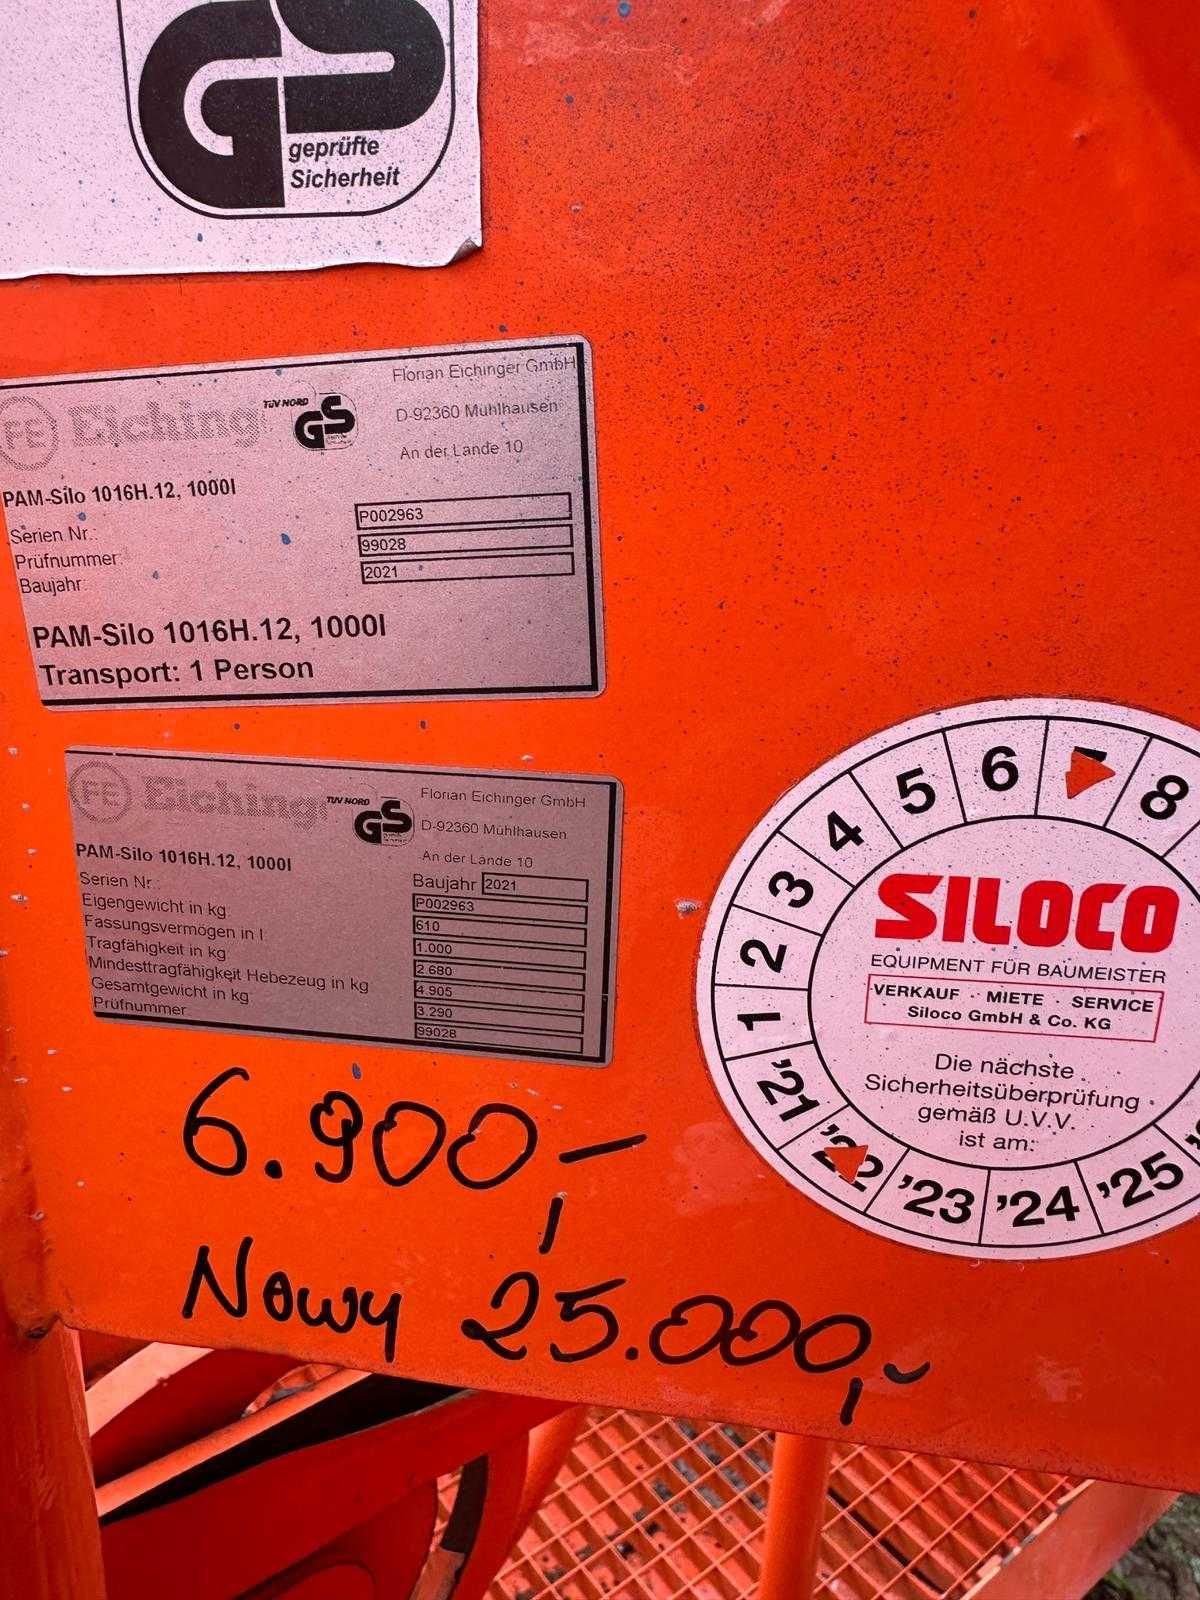 GS
geprüfte
Sicherheit
FE Eiching TÜV NORD GS
Florian Eichinger GmbH
D-92360 Mühlhausen
An der Lande 10
PAM-Silo 1016H.12, 1000l
Serien Nr.: P002963
Prüfnummer: 99028
Baujahr: 2021
PAM-Silo 1016H.12, 1000l
Transport: 1 Person
FE Eiching TÜV NORD GS
Florian Eichinger GmbH
D-92360 Mühlhausen
An der Lande 10
PAM-Silo 1016H.12, 1000l
Baujahr 2021
Serien Nr.: P002963
Eigengewicht in kg 610
Fassungsvermögen in l 1.000
Tragfähigkeit in kg 2.680
Mindesttragfähigkeit Hebezeug in kg 4.905
Gesamtgewicht in kg 3.290
Prüfnummer 99028
6.900,-
Nowy 25.000,-
1 2 3 4 5 6 8
SILOCO
EQUIPMENT FÜR BAUMEISTER
VERKAUF · MIETE · SERVICE
Siloco GmbH & Co. KG
Die nächste
Sicherheitsüberprüfung
gemäß U.V.V.
ist am:
'21 '22 '23 '24 '25